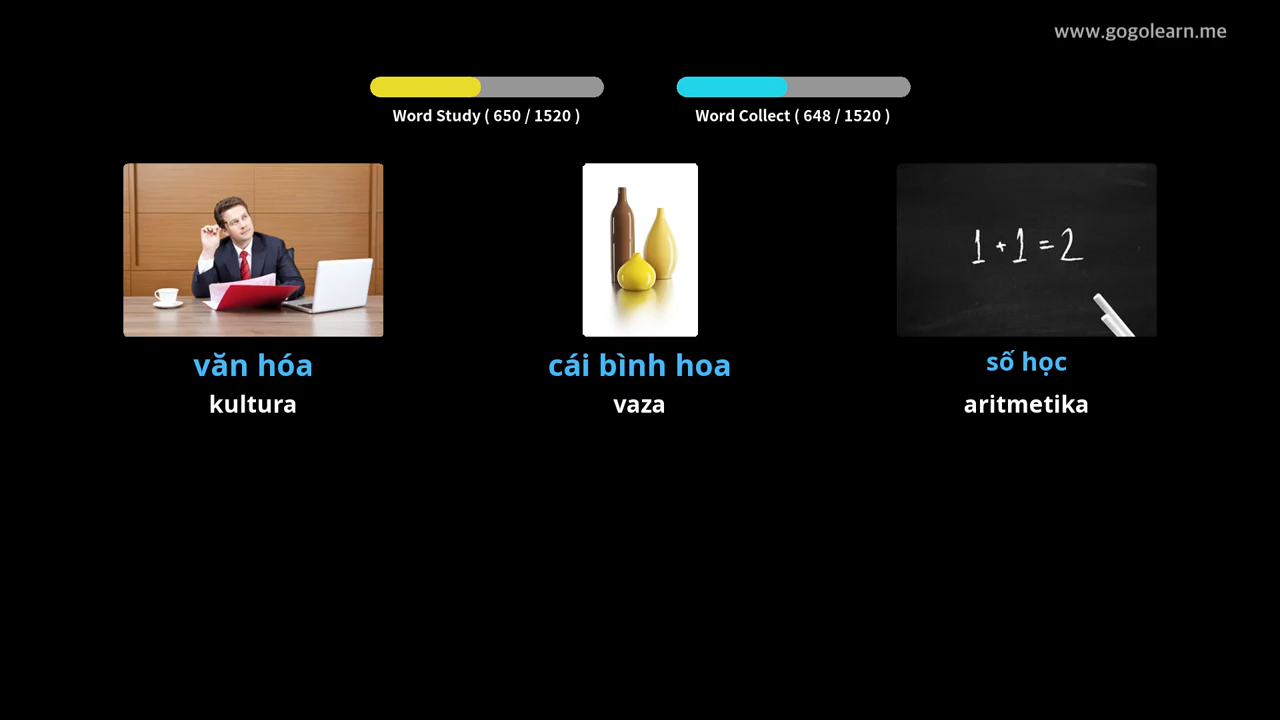 www.gogolearn.me
Word Study ( 650 / 1520 )
Word Collect ( 648 / 1520 )
1 + 1 = 2
văn hóa
kultura
cái bình hoa
vaza
số học
aritmetika